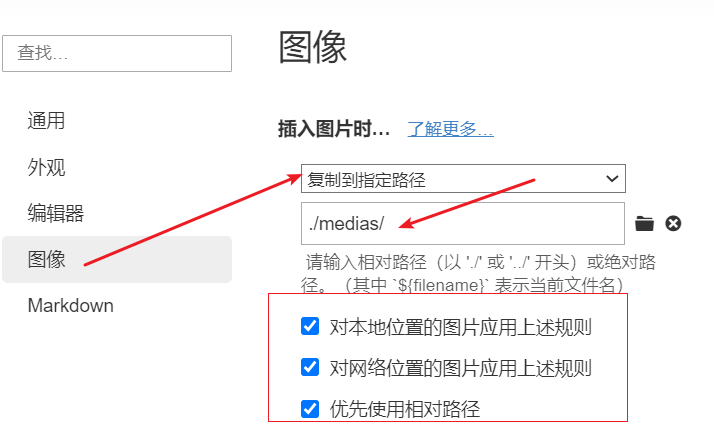 图像
查找…
通用
插入图片时… 了解更多…
外观
复制到指定路径
编辑器
./medias/
图像
请输入相对路径（以 './' 或 '../' 开头）或绝对路
径。（其中 `${filename}` 表示当前文件名）
Markdown
对本地位置的图片应用上述规则
对网络位置的图片应用上述规则
优先使用相对路径